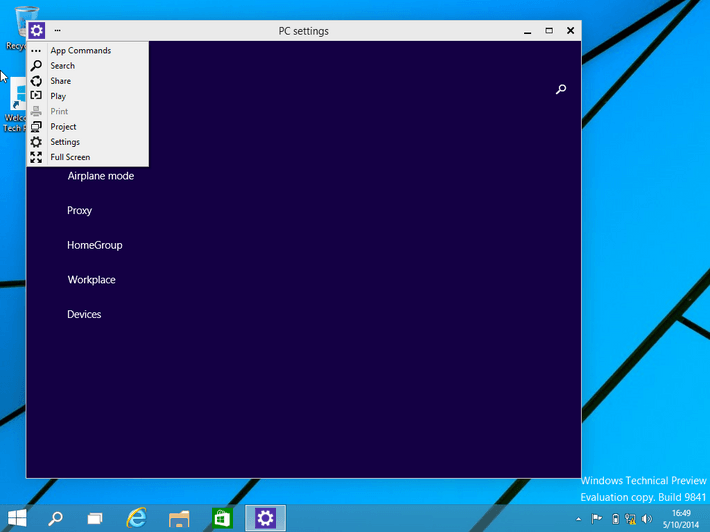 Recyc
PC settings
App Commands
Search
Share
Play
Print
Project
Settings
Full Screen
Welco
Tech P
Airplane mode
Proxy
HomeGroup
Workplace
Devices
Windows Technical Preview
Evaluation copy. Build 9841
16:49
5/10/2014